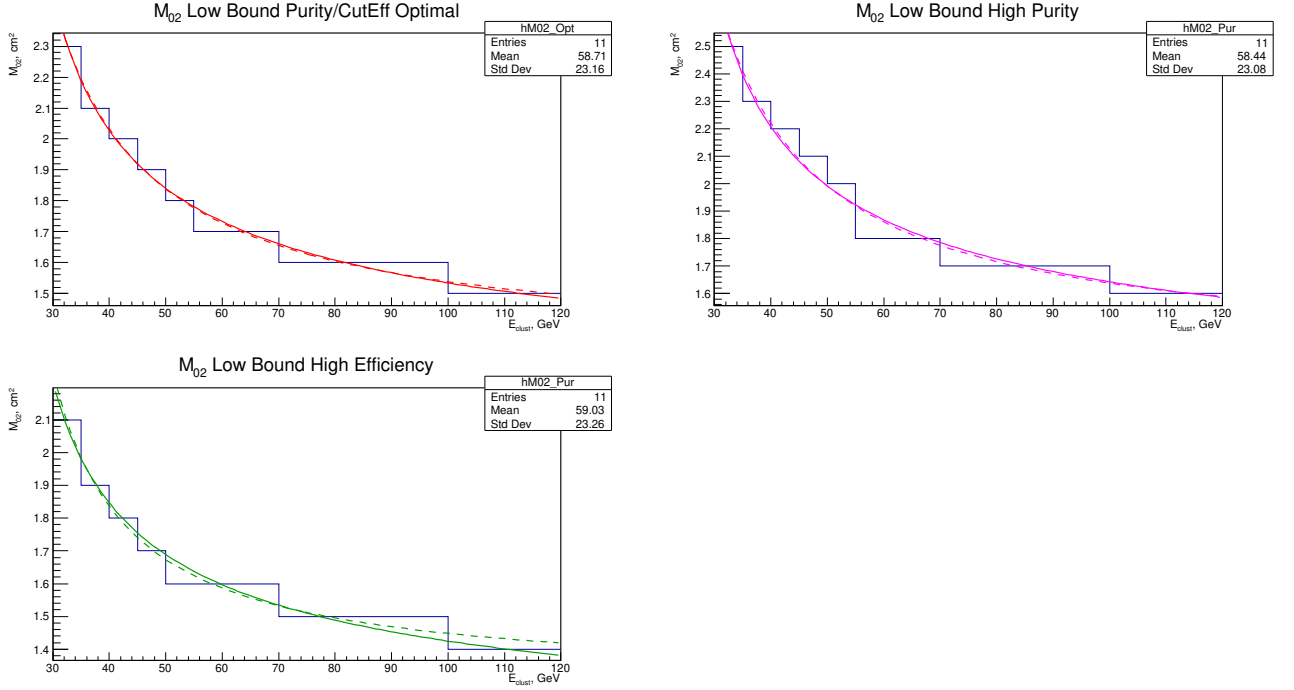 M02 Low Bound Purity/CutEff Optimal
hM02_Opt
Entries 11
Mean 58.71
Std Dev 23.16
M02, cm²
2.3
2.2
2.1
2
1.9
1.8
1.7
1.6
1.5
30 40 50 60 70 80 90 100 110 120
Eclust, GeV
M02 Low Bound High Purity
hM02_Pur
Entries 11
Mean 58.44
Std Dev 23.08
M02, cm²
2.5
2.4
2.3
2.2
2.1
2
1.9
1.8
1.7
1.6
30 40 50 60 70 80 90 100 110 120
Eclust, GeV
M02 Low Bound High Efficiency
hM02_Pur
Entries 11
Mean 59.03
Std Dev 23.26
M02, cm²
2.1
2
1.9
1.8
1.7
1.6
1.5
1.4
30 40 50 60 70 80 90 100 110 120
Eclust, GeV